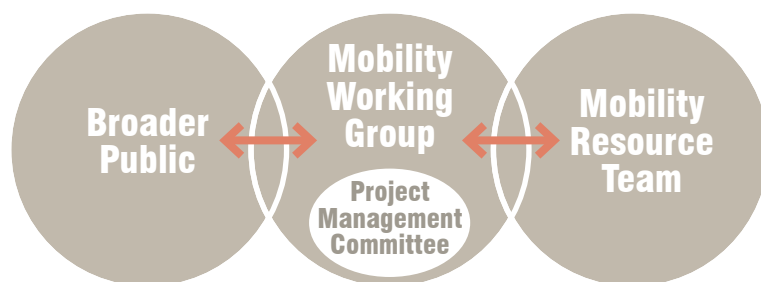 Broader
Public
Mobility
Working
Group
Project
Management
Committee
Mobility
Resource
Team